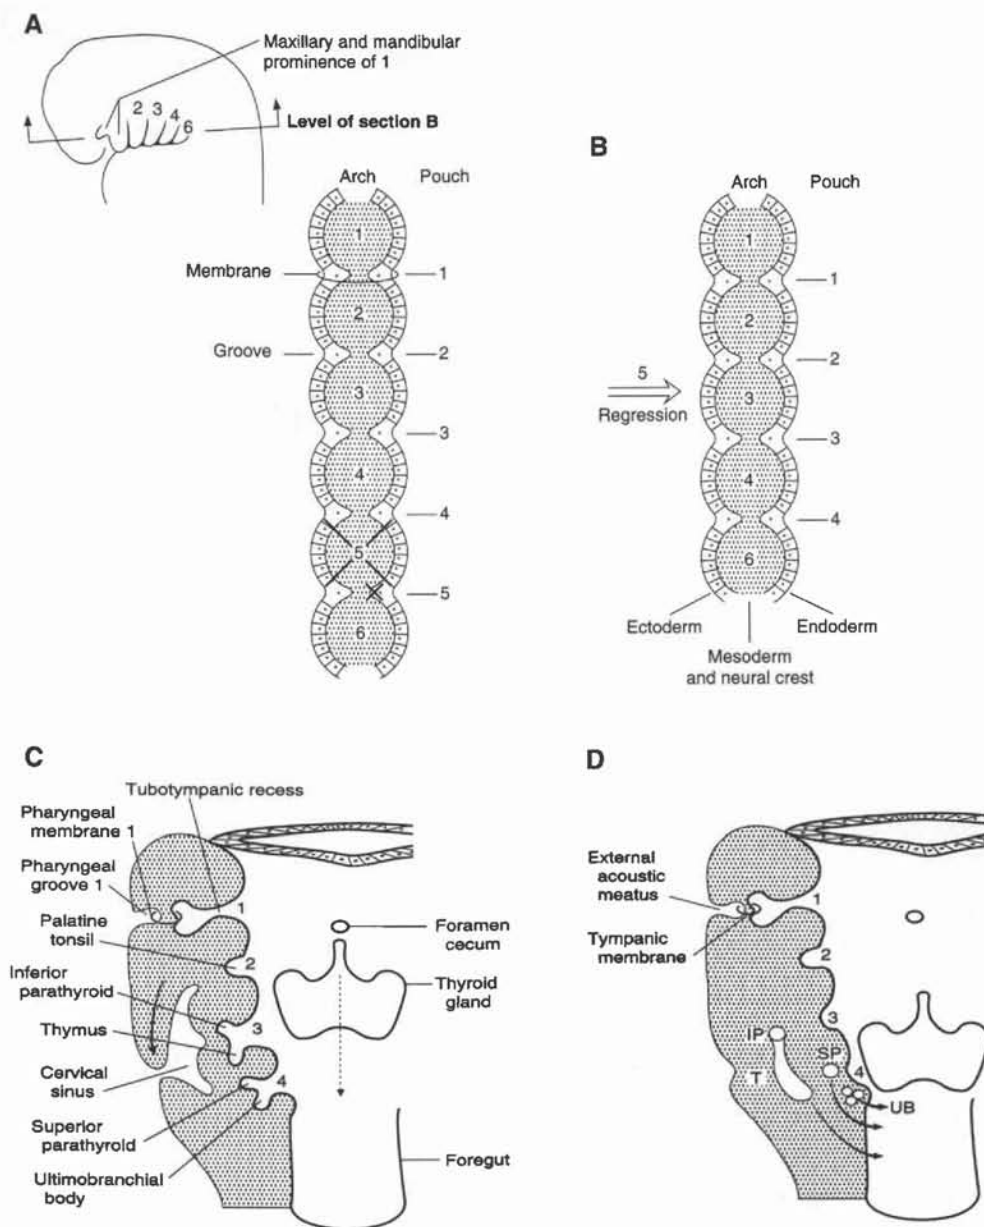 A
Maxillary and mandibular
prominence of 1
2 3 4 6
Level of section B
Arch Pouch
1
Membrane 1
2
Groove 2
3
3
4
4
5
5
6
B
Arch Pouch
1
1
2
2
5
Regression
3
3
4
4
6
Ectoderm Endoderm
Mesoderm
and neural crest
C
Tubotympanic recess
Pharyngeal
membrane 1
Pharyngeal
groove 1
1
Palatine
tonsil
2
Inferior
parathyroid
3
Thymus
Cervical
sinus
4
Superior
parathyroid
Ultimobranchial
body
Foramen
cecum
Thyroid
gland
Foregut
D
External
acoustic
meatus
1
Tympanic
membrane
2
3
IP
SP
T
4
UB